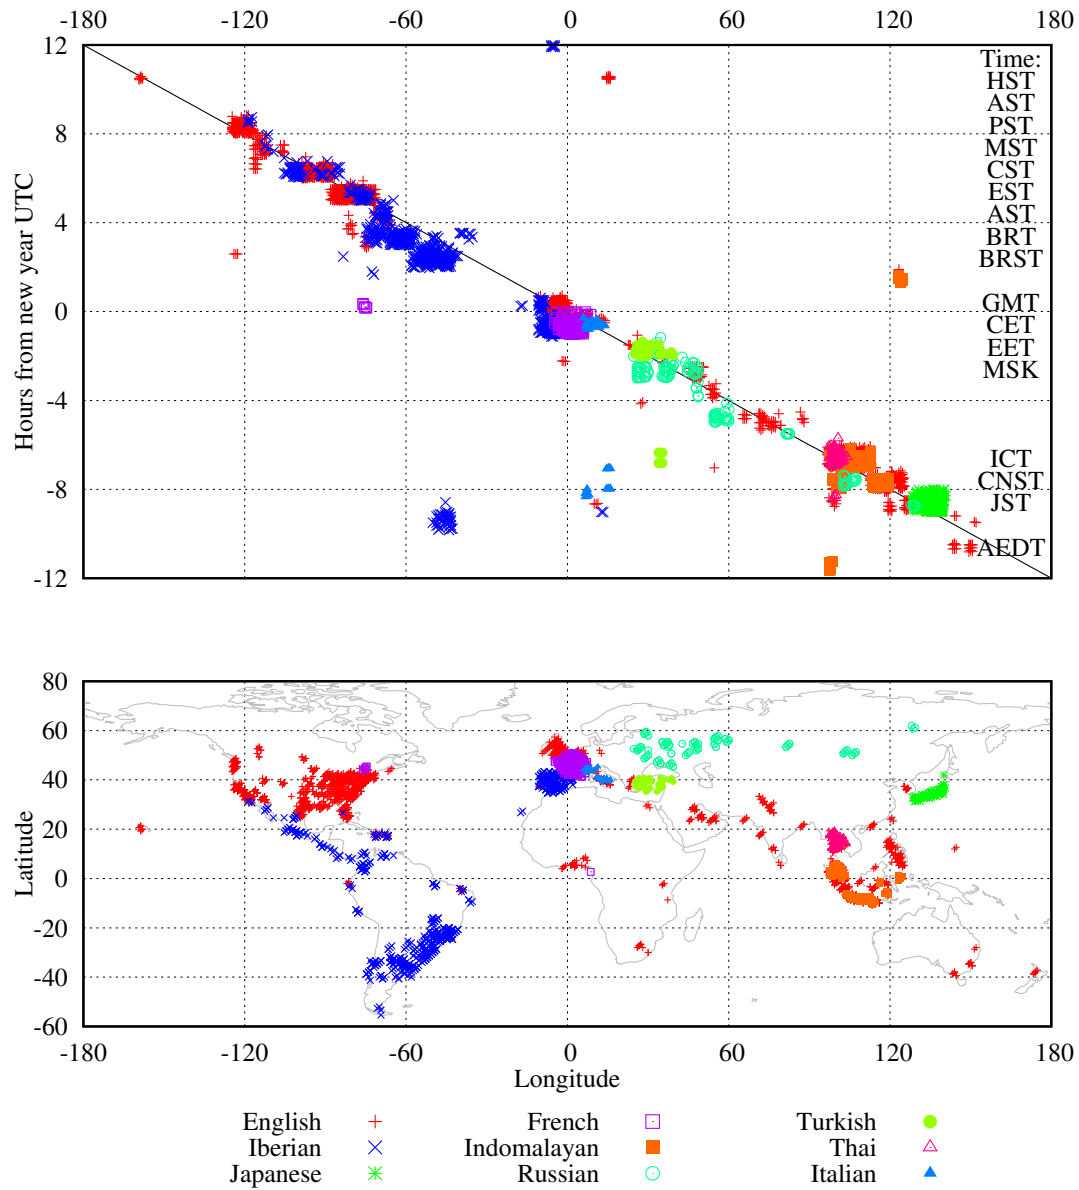 -180 -120 -60 0 60 120 180
12
8
4
0
-4
-8
-12
Hours from new year UTC
Time:
HST
AST
PST
MST
CST
EST
AST
BRT
BRST
GMT
CET
EET
MSK
ICT
CNST
JST
AEDT
80
60
40
20
0
-20
-40
-60
Latitude
-180 -120 -60 0 60 120 180
Longitude
English French Turkish
Iberian Indomalayan Thai
Japanese Russian Italian